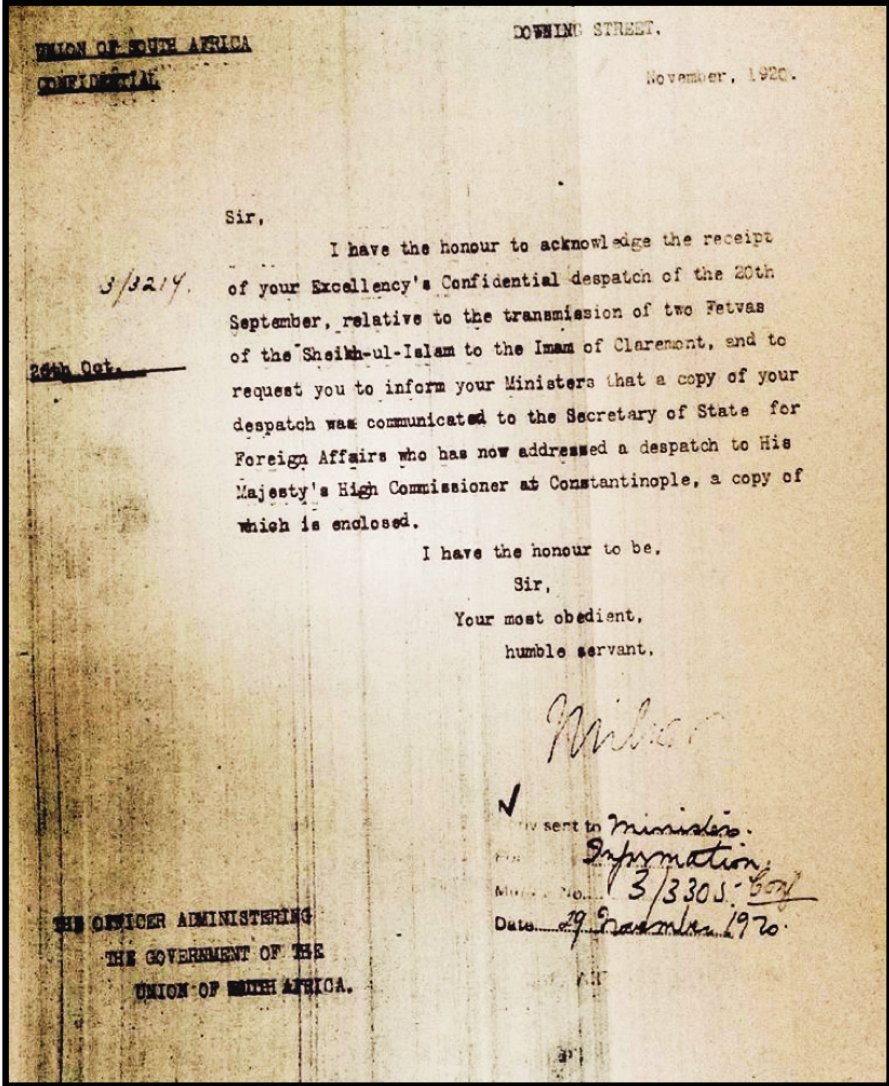 UNION OF SOUTH AFRICA
CONFIDENTIAL
DOWNING STREET,
November, 1920.
Sir,
I have the honour to acknowledge the receipt
3/3214.
of your Excellency's Confidential despatch of the 20th
September, relative to the transmission of two Fetvas
of the Sheikh-ul-Islam to the Imam of Claremont, and to
26th Oct.
request you to inform your Ministers that a copy of your
despatch was communicated to the Secretary of State for
Foreign Affairs who has now addressed a despatch to His
Majesty's High Commissioner at Constantinople, a copy of
which is enclosed.
I have the honour to be,
Sir,
Your most obedient,
humble servant,
Milner
Copy sent to Ministers.
For Information.
Minute No. 3/3305. Conf
Date 29 November 1920.
THE OFFICER ADMINISTERING
THE GOVERNMENT OF THE
UNION OF SOUTH AFRICA.